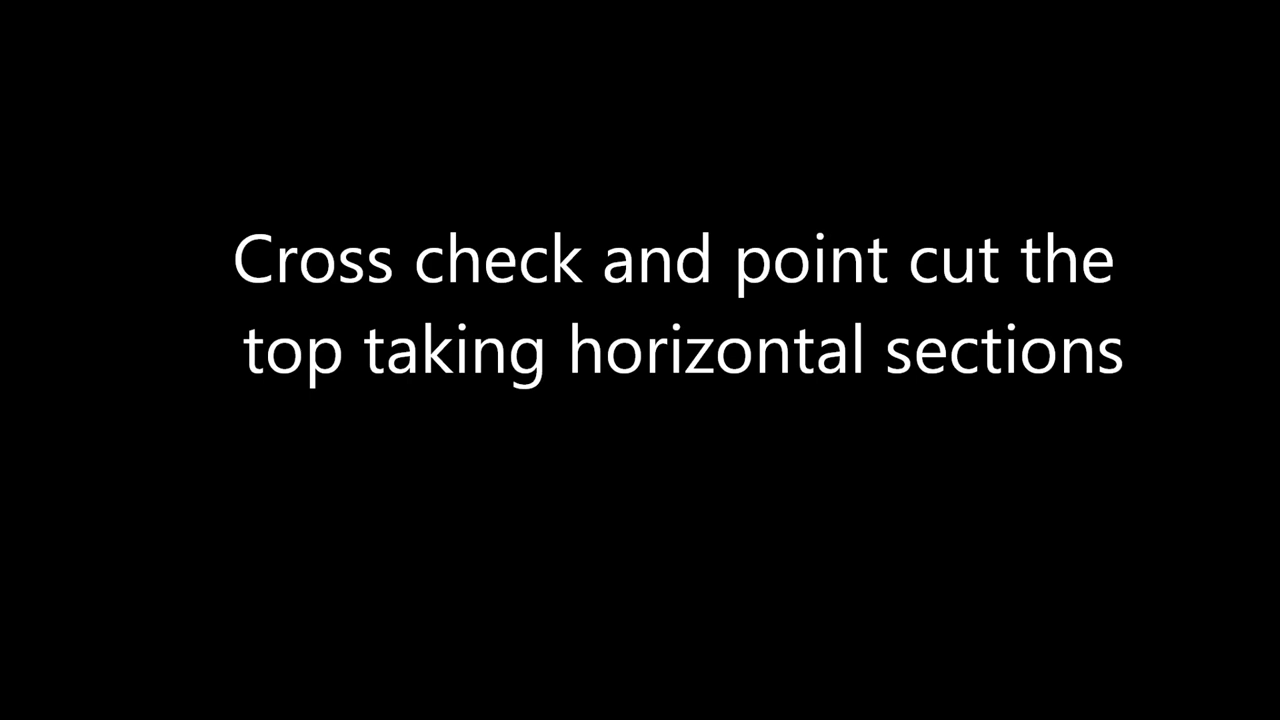 Cross check and point cut the
top taking horizontal sections